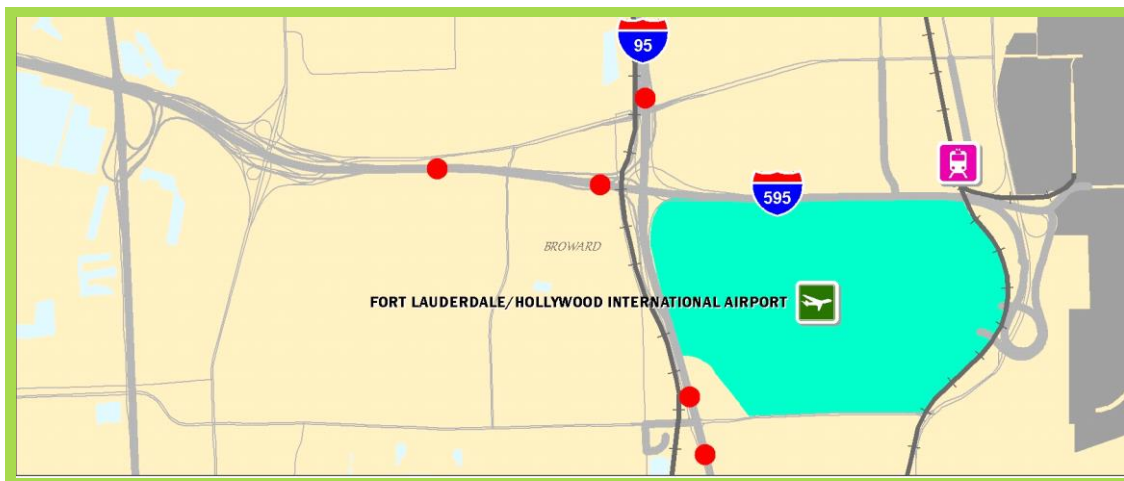 95
595
BROWARD
FORT LAUDERDALE/HOLLYWOOD INTERNATIONAL AIRPORT